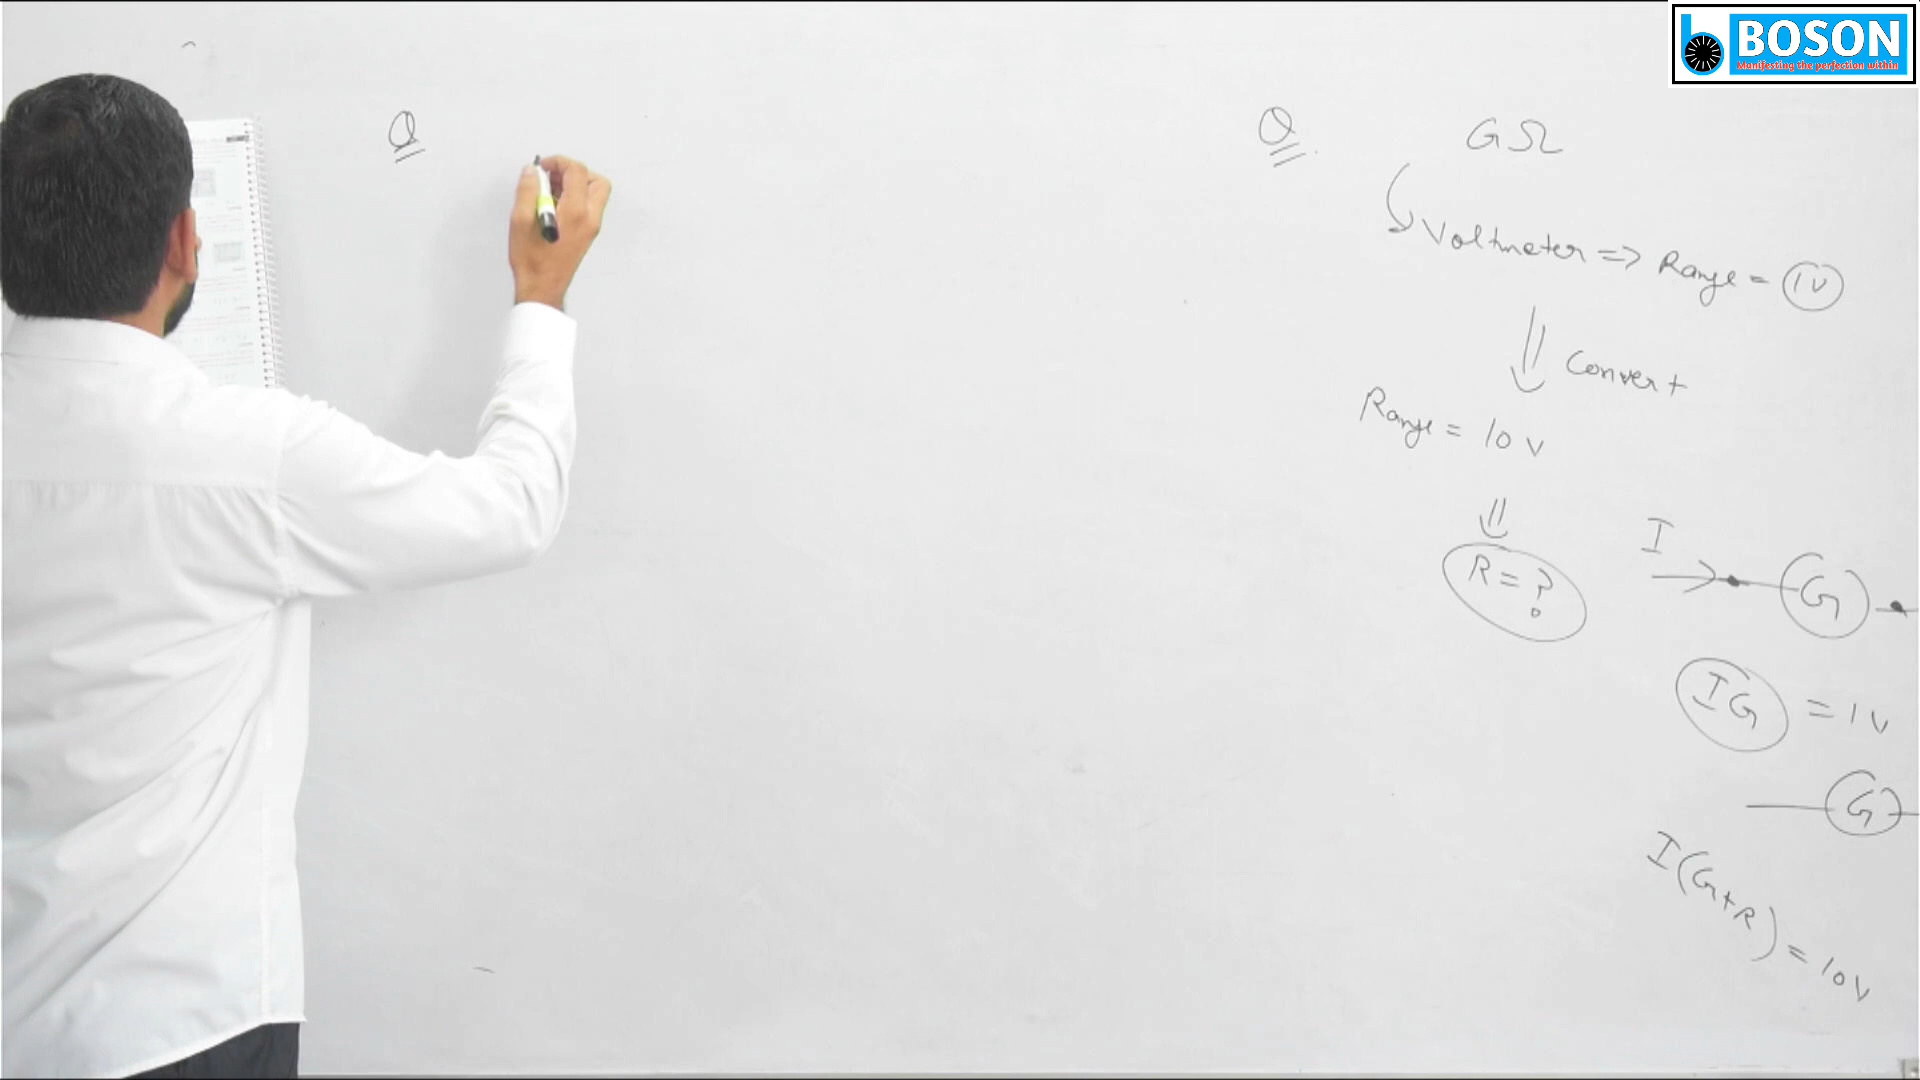 BOSON
Manifesting the perfection within
Q
Q.
GΩ
Voltmeter => Range = 1V
Convert
Range = 10 V
R = ?
I
G
IG = 1V
G
I(G+R) = 10V